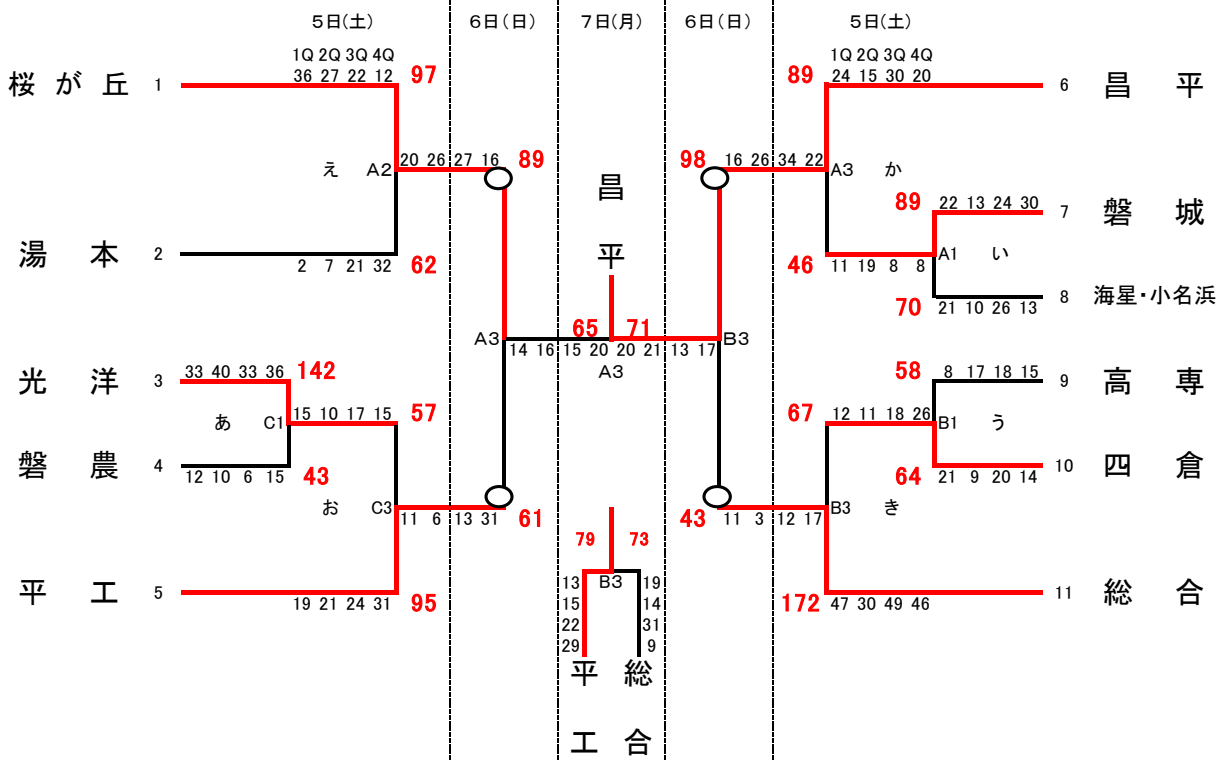 5日(土) 6日(日) 7日(月) 6日(日) 5日(土)
1Q 2Q 3Q 4Q 1Q 2Q 3Q 4Q
桜が丘 1 36 27 22 12 97 89 24 15 30 20 6 昌平
え A2 20 26 27 16 89 98 16 26 34 22 A3 か
昌平
89 22 13 24 30 7 磐城
湯本 2 2 7 21 32 62 46 11 19 8 8 A1 い
70 21 10 26 13 8 海星・小名浜
65 71
A3 14 16 15 20 20 21 13 17 B3
A3
光洋 3 33 40 33 36 142 58 8 17 18 15 9 高専
あ C1 15 10 17 15 57 67 12 11 18 26 B1 う
磐農 4 12 10 6 15 43 64 21 9 20 14 10 四倉
お C3 11 6 13 31 61 43 11 3 12 17 B3 き
79 73
平工 5 19 21 24 31 95 172 47 30 49 46 11 総合
13 B3 19
15 14
22 31
29 9
平工 総合